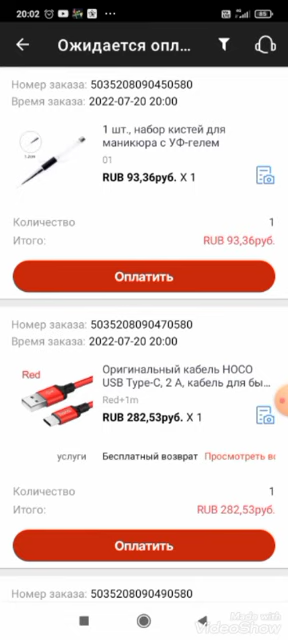 20:02
85
Ожидается опл...
Номер заказа: 5035208090450580
Время заказа: 2022-07-20 20:00
1 шт., набор кистей для
маникюра с УФ-гелем
01
RUB 93,36руб. X 1
1.2cm
Количество 1
Итого: RUB 93,36руб.
Оплатить
Номер заказа: 5035208090470580
Время заказа: 2022-07-20 20:00
Red
Оригинальный кабель HOCO
USB Type-C, 2 А, кабель для бы...
Red+1m
RUB 282,53руб. X 1
услуги Бесплатный возврат Просмотреть вс
Количество 1
Итого: RUB 282,53руб.
Оплатить
Номер заказа: 5035208090490580
Made with
VideoShow